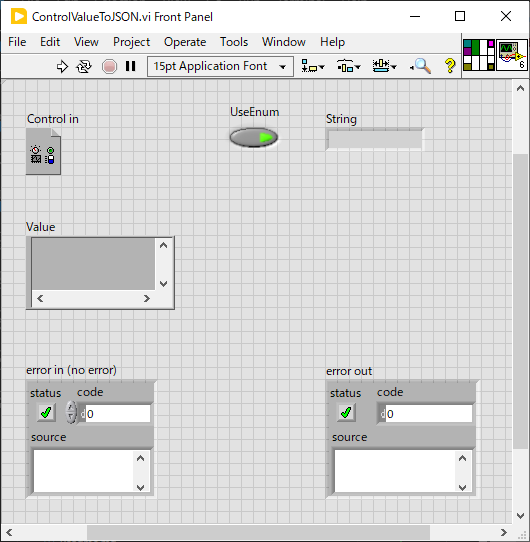 ControlValueToJSON.vi Front Panel
File Edit View Project Operate Tools Window Help
15pt Application Font
6
Control in
UseEnum
String
Value
error in (no error)
status code
0
source
error out
status code
0
source